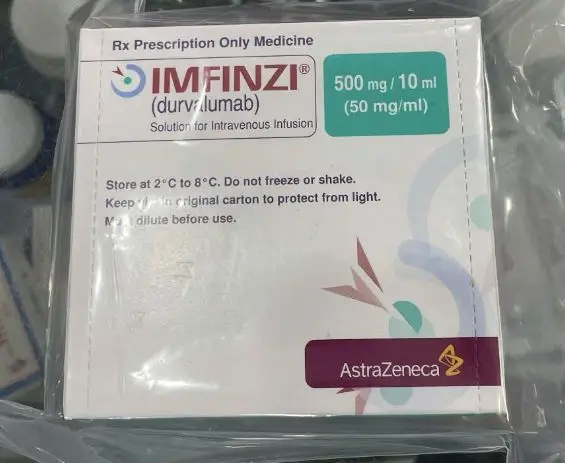 Rx Prescription Only Medicine
IMFINZI®
(durvalumab)
Solution for Intravenous Infusion
500 mg / 10 ml
(50 mg/ml)
Store at 2°C to 8°C. Do not freeze or shake.
Keep in original carton to protect from light.
dilute before use.
AstraZeneca